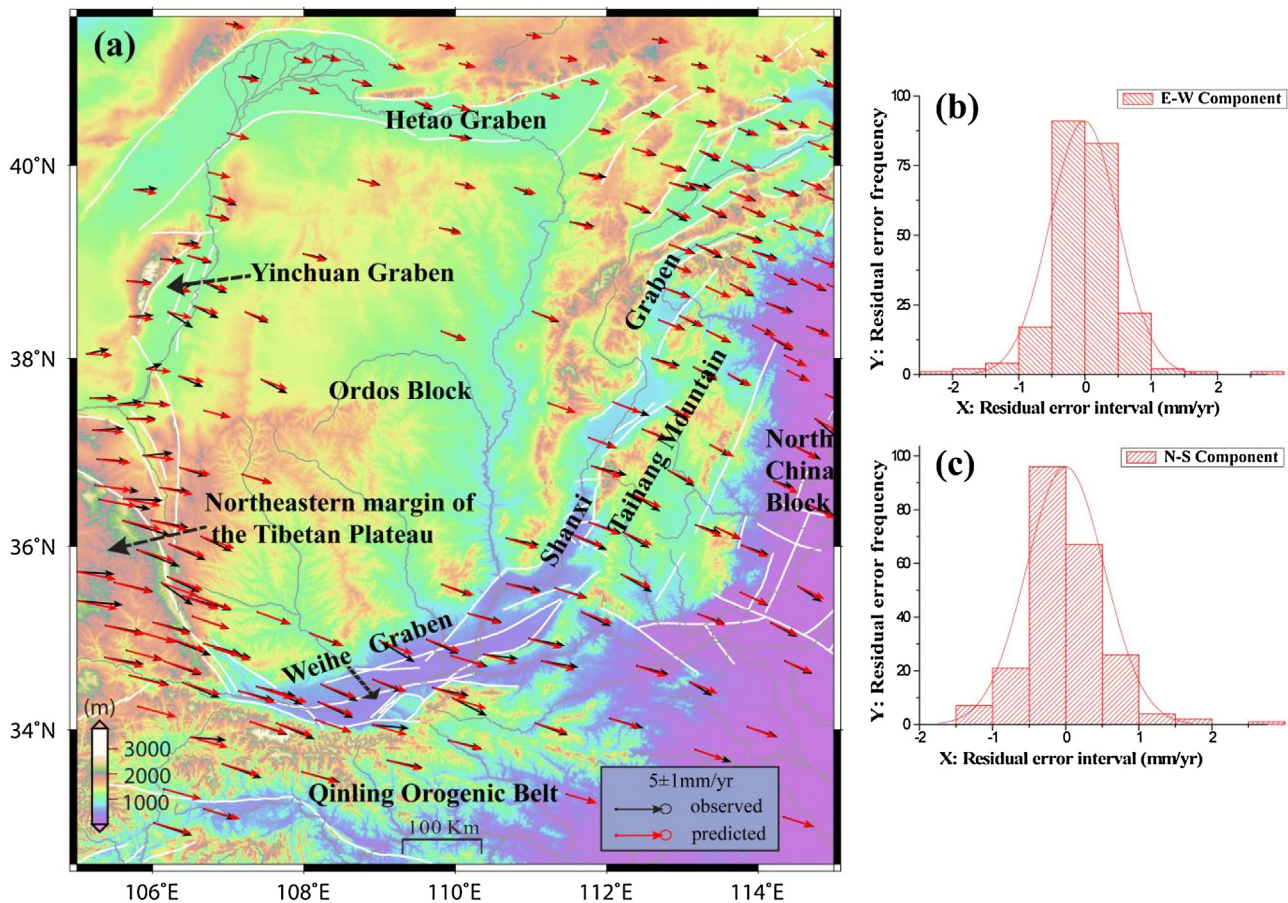 (a)
Hetao Graben
40°N
Yinchuan Graben
Graben
38°N
Ordos Block
Taihang Mountain
North
China
Block
Northeastern margin of
the Tibetan Plateau
36°N
Shanxi
Weihe Graben
(m)
34°N
3000
2000
1000
5±1mm/yr
observed
predicted
Qinling Orogenic Belt
100 Km
106°E 108°E 110°E 112°E 114°E
(b)
E-W Component
Y: Residual error frequency
100
75
50
25
0
-2 -1 0 1 2
X: Residual error interval (mm/yr)
(c)
N-S Component
Y: Residual error frequency
100
80
60
40
20
0
-2 -1 0 1 2
X: Residual error interval (mm/yr)